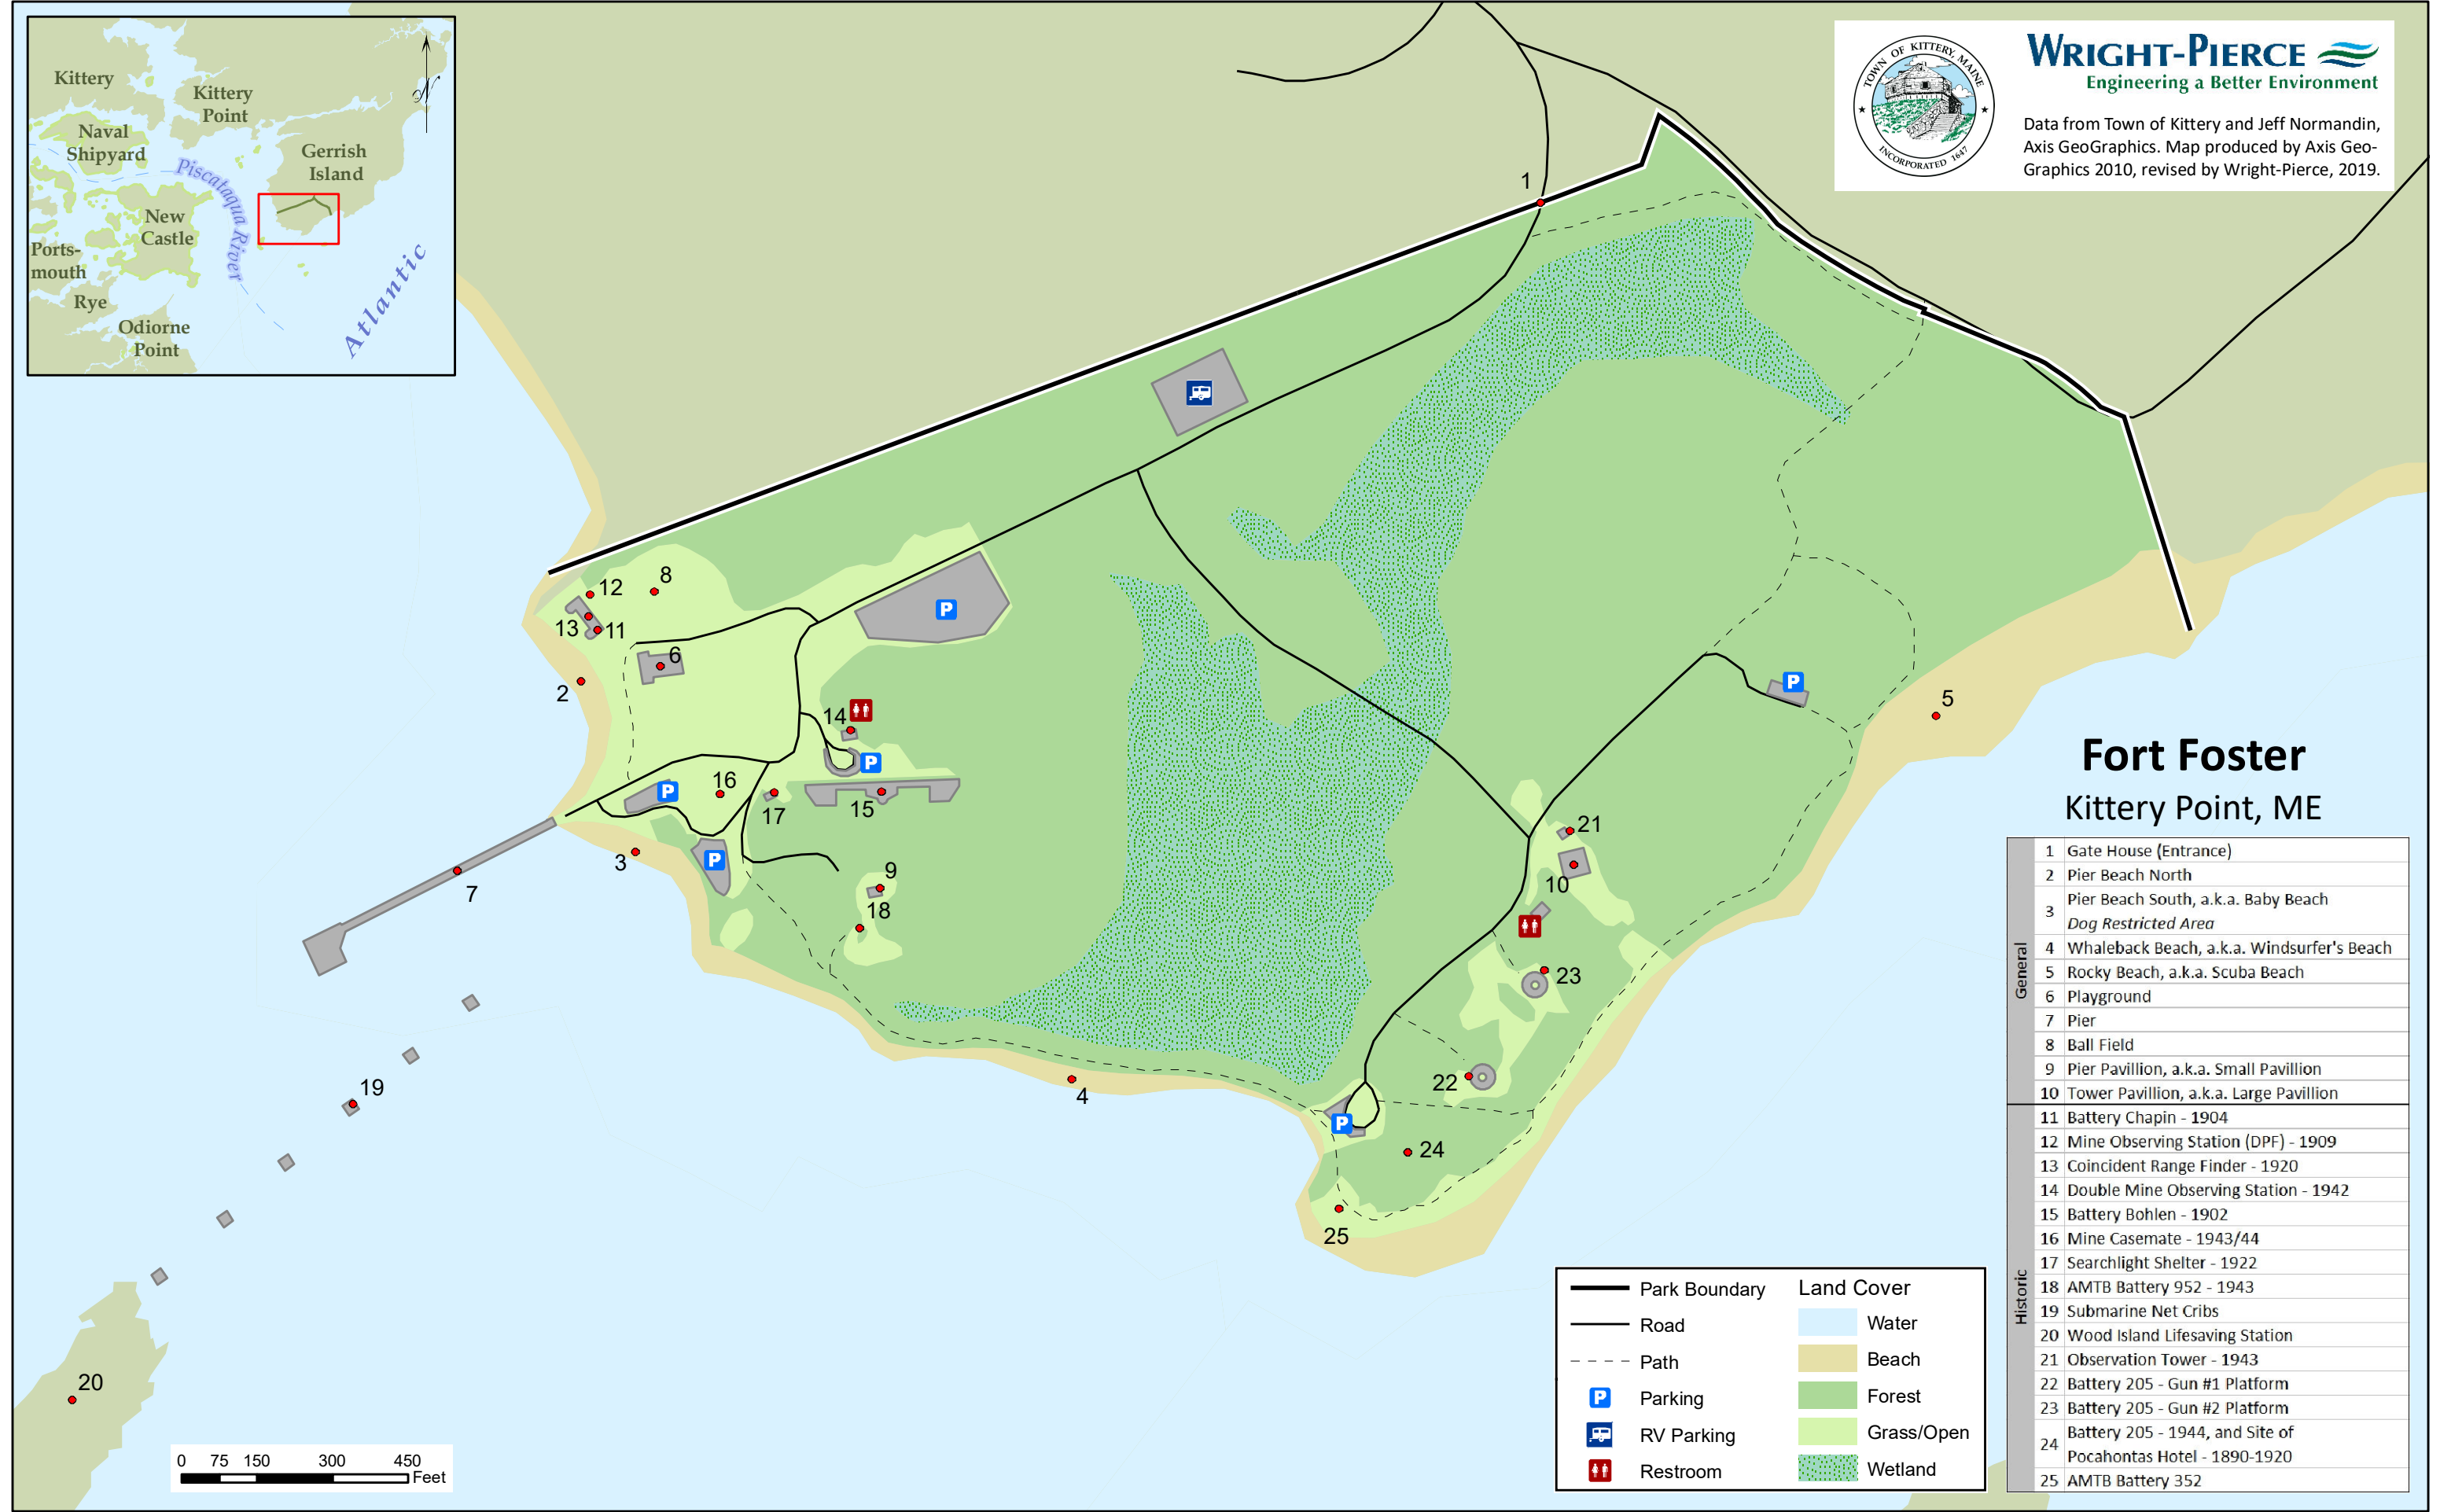 Kittery
Kittery
Point
Naval
Shipyard
Gerrish
Island
Piscataqua River
New
Castle
Ports-
mouth
Rye
Odiorne
Point
Atlantic
N
TOWN OF KITTERY, MAINE
INCORPORATED 1647
WRIGHT-PIERCE
Engineering a Better Environment
Data from Town of Kittery and Jeff Normandin,
Axis GeoGraphics. Map produced by Axis Geo-
Graphics 2010, revised by Wright-Pierce, 2019.
1
12
8
13
11
6
P
2
14
P
P
5
P
16
17
15
21
3
P
10
7
9
18
23
19
22
4
P
24
25
20
Fort Foster
Kittery Point, ME
General
1 Gate House (Entrance)
2 Pier Beach North
3 Pier Beach South, a.k.a. Baby Beach
Dog Restricted Area
4 Whaleback Beach, a.k.a. Windsurfer's Beach
5 Rocky Beach, a.k.a. Scuba Beach
6 Playground
7 Pier
8 Ball Field
9 Pier Pavillion, a.k.a. Small Pavillion
10 Tower Pavillion, a.k.a. Large Pavillion
Historic
11 Battery Chapin - 1904
12 Mine Observing Station (DPF) - 1909
13 Coincident Range Finder - 1920
14 Double Mine Observing Station - 1942
15 Battery Bohlen - 1902
16 Mine Casemate - 1943/44
17 Searchlight Shelter - 1922
18 AMTB Battery 952 - 1943
19 Submarine Net Cribs
20 Wood Island Lifesaving Station
21 Observation Tower - 1943
22 Battery 205 - Gun #1 Platform
23 Battery 205 - Gun #2 Platform
24 Battery 205 - 1944, and Site of
Pocahontas Hotel - 1890-1920
25 AMTB Battery 352
Park Boundary
Road
Path
P Parking
RV Parking
Restroom
Land Cover
Water
Beach
Forest
Grass/Open
Wetland
0 75 150 300 450
Feet